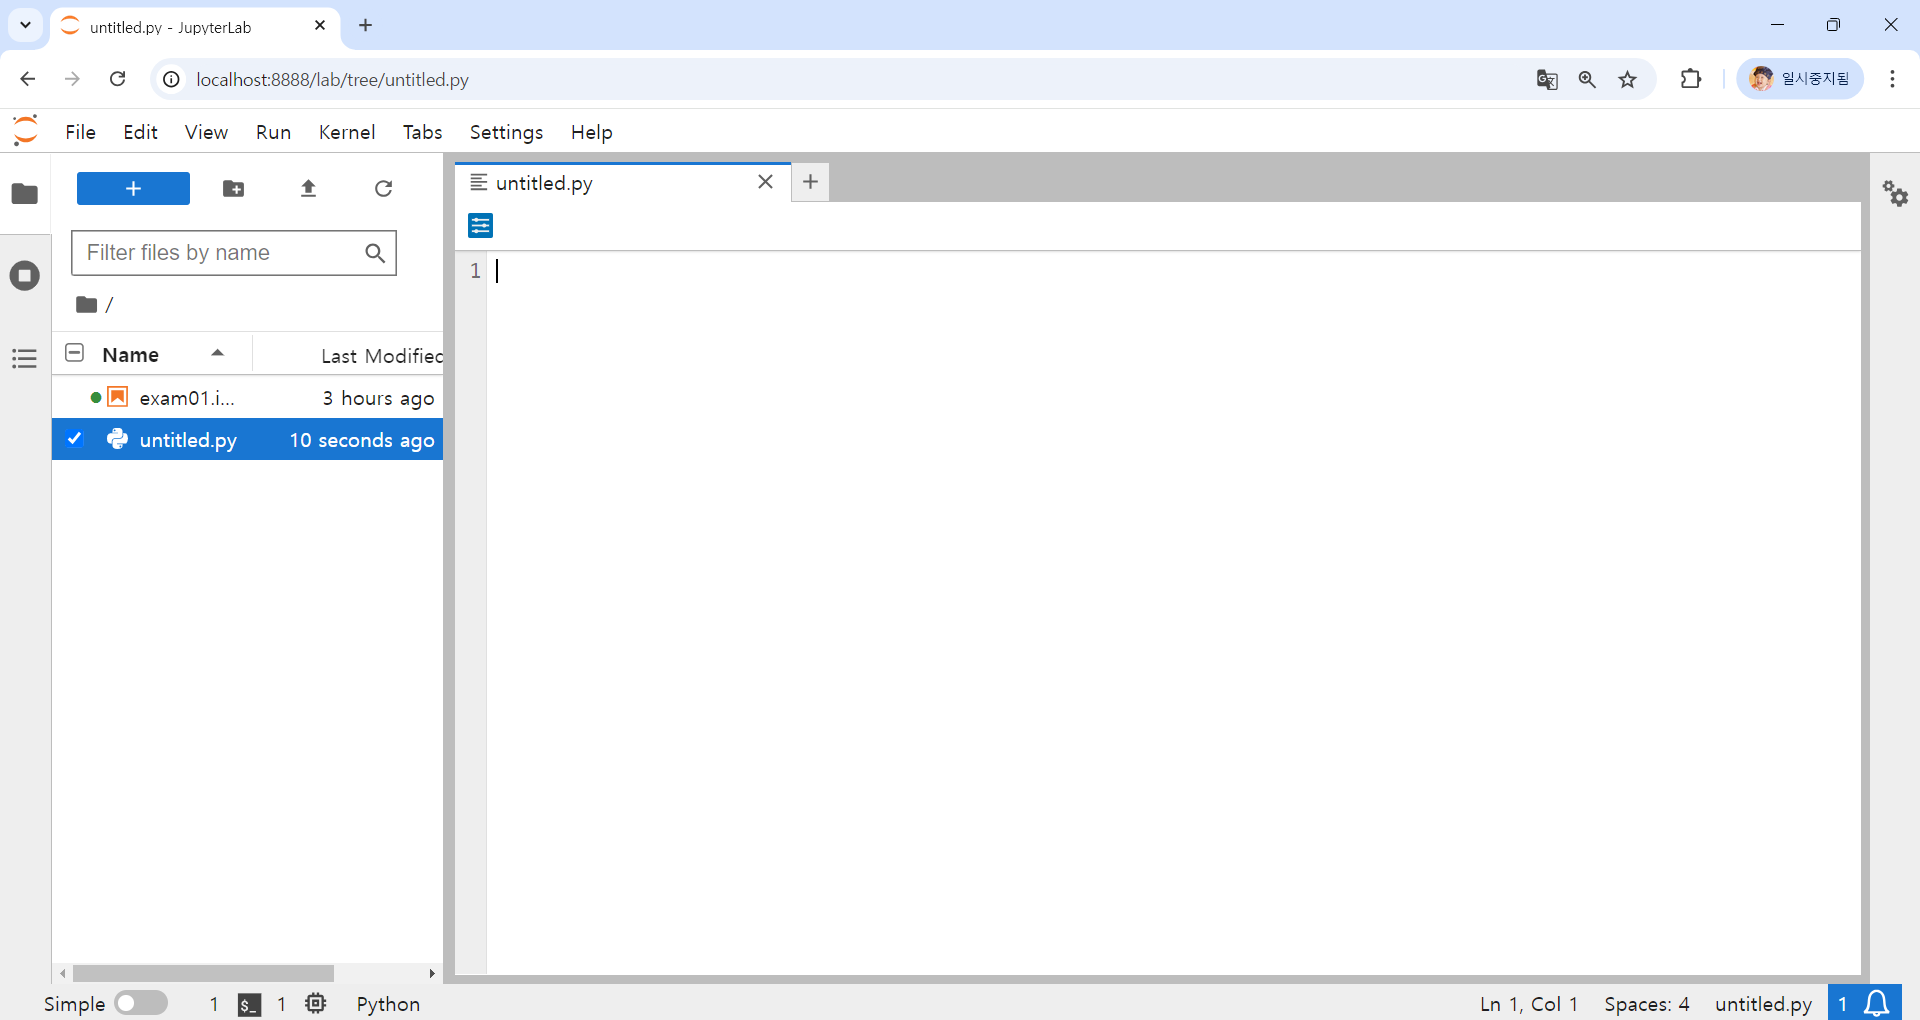 untitled.py - JupyterLab
localhost:8888/lab/tree/untitled.py
일시중지됨
File Edit View Run Kernel Tabs Settings Help
untitled.py
Filter files by name
/
1
Name Last Modified
exam01.i... 3 hours ago
untitled.py 10 seconds ago
Simple 1 $_ 1 Python Ln 1, Col 1 Spaces: 4 untitled.py 1